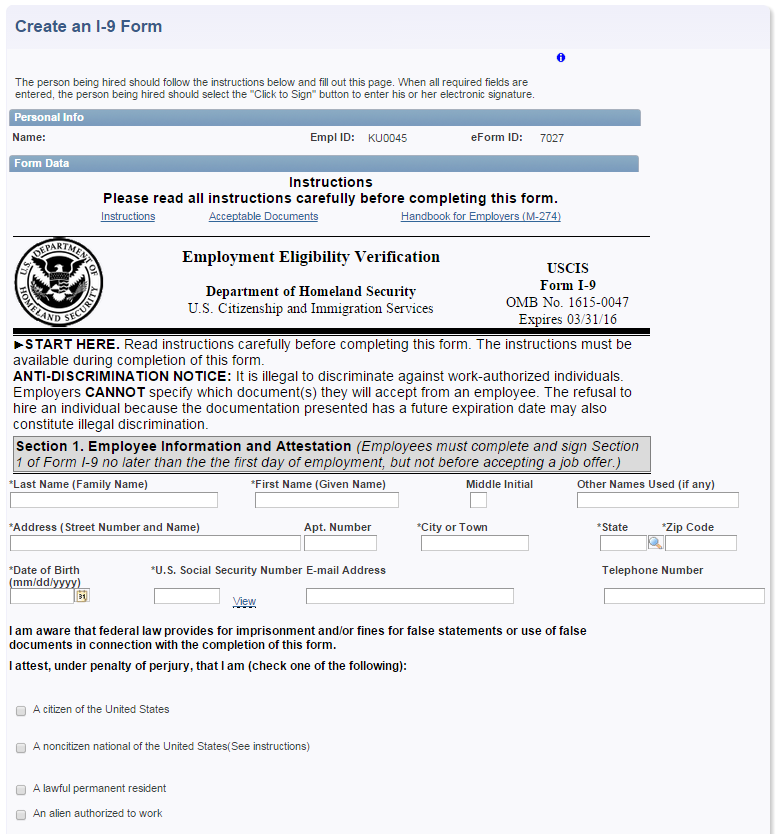 Create an I-9 Form
The person being hired should follow the instructions below and fill out this page. When all required fields are
entered, the person being hired should select the "Click to Sign" button to enter his or her electronic signature.
Personal Info
Name: Empl ID: KU0045 eForm ID: 7027
Form Data
Instructions
Please read all instructions carefully before completing this form.
Instructions Acceptable Documents Handbook for Employers (M-274)
U.S. DEPARTMENT OF HOMELAND SECURITY
Employment Eligibility Verification
Department of Homeland Security
U.S. Citizenship and Immigration Services
USCIS
Form I-9
OMB No. 1615-0047
Expires 03/31/16
►START HERE. Read instructions carefully before completing this form. The instructions must be
available during completion of this form.
ANTI-DISCRIMINATION NOTICE: It is illegal to discriminate against work-authorized individuals.
Employers CANNOT specify which document(s) they will accept from an employee. The refusal to
hire an individual because the documentation presented has a future expiration date may also
constitute illegal discrimination.
Section 1. Employee Information and Attestation (Employees must complete and sign Section
1 of Form I-9 no later than the the first day of employment, but not before accepting a job offer.)
*Last Name (Family Name) *First Name (Given Name) Middle Initial Other Names Used (if any)
*Address (Street Number and Name) Apt. Number *City or Town *State *Zip Code
*Date of Birth *U.S. Social Security Number E-mail Address Telephone Number
(mm/dd/yyyy)
31 View
I am aware that federal law provides for imprisonment and/or fines for false statements or use of false
documents in connection with the completion of this form.
I attest, under penalty of perjury, that I am (check one of the following):
A citizen of the United States
A noncitizen national of the United States(See instructions)
A lawful permanent resident
An alien authorized to work